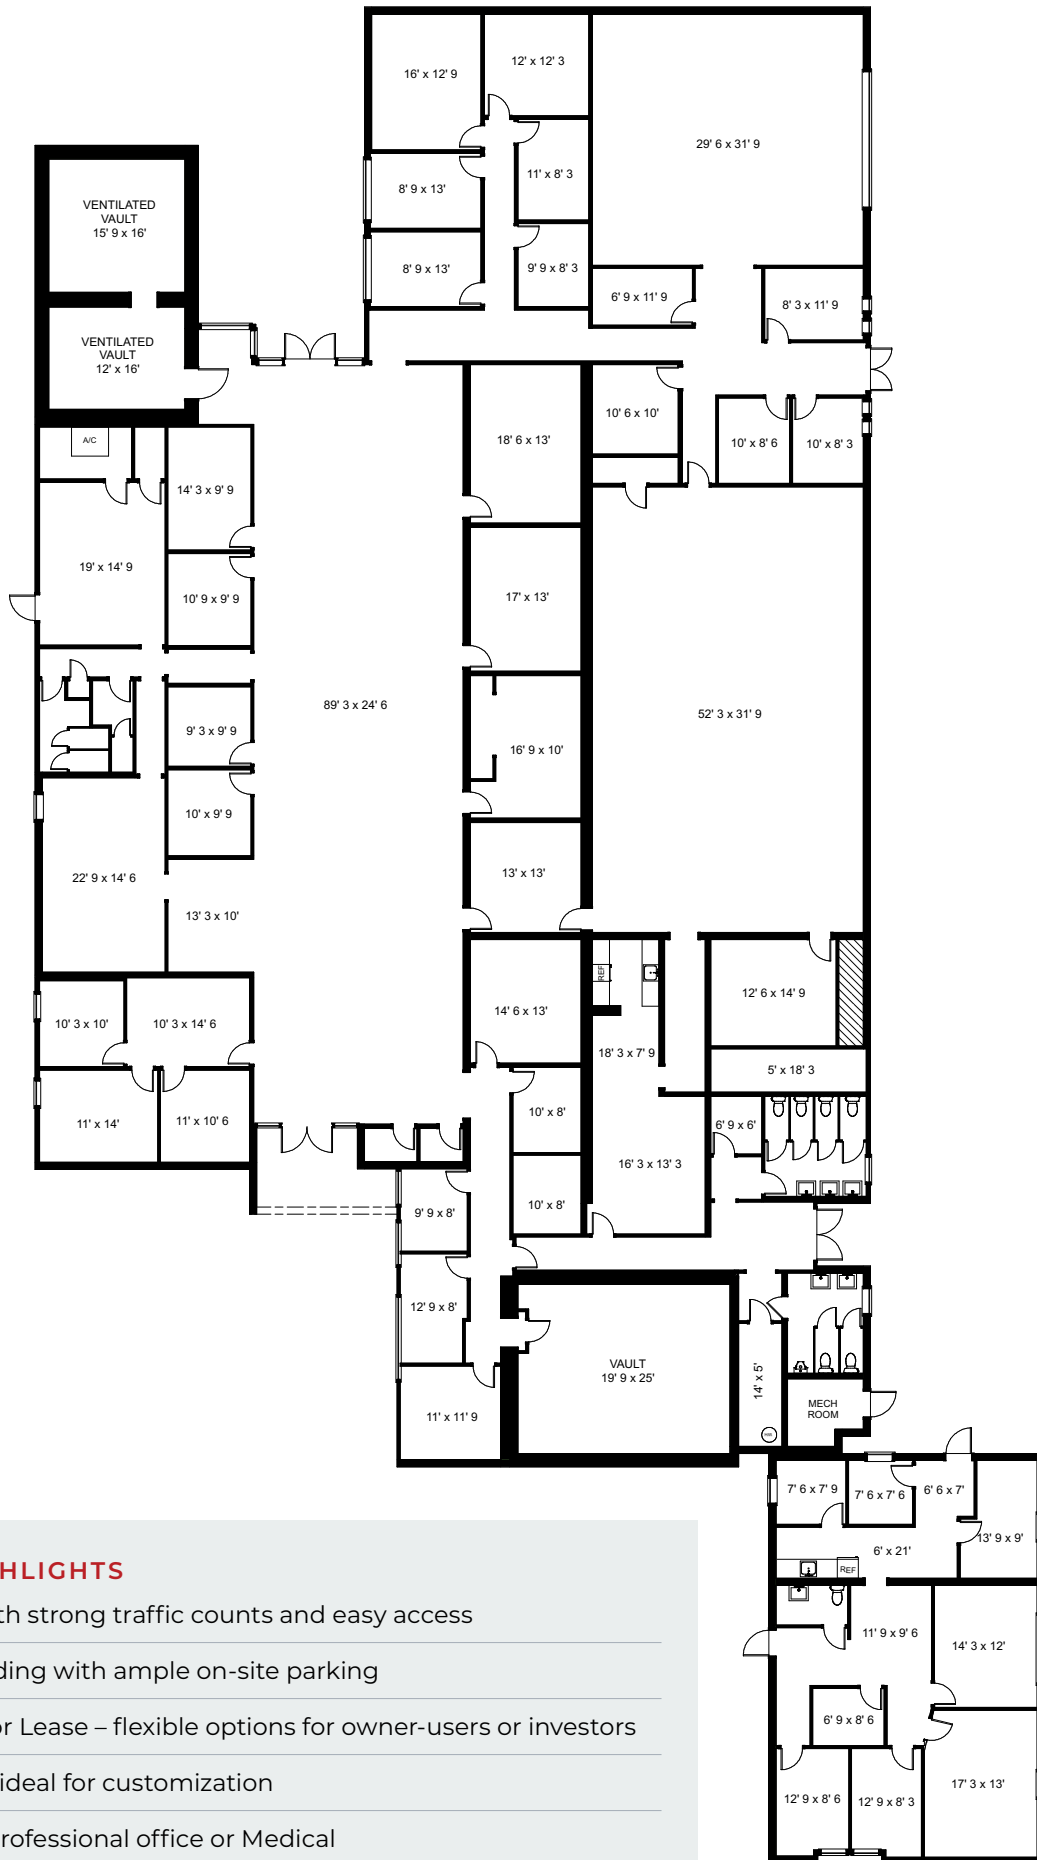 16' x 12' 9
12' x 12' 3
29' 6 x 31' 9
11' x 8' 3
8' 9 x 13'
VENTILATED
VAULT
15' 9 x 16'
8' 9 x 13'
9' 9 x 8' 3
6' 9 x 11' 9
8' 3 x 11' 9
VENTILATED
VAULT
12' x 16'
10' 6 x 10'
A/C
18' 6 x 13'
10' x 8' 6
10' x 8' 3
14' 3 x 9' 9
19' x 14' 9
10' 9 x 9' 9
17' x 13'
89' 3 x 24' 6
52' 3 x 31' 9
9' 3 x 9' 9
16' 9 x 10'
10' x 9' 9
22' 9 x 14' 6
13' x 13'
13' 3 x 10'
REF
12' 6 x 14' 9
14' 6 x 13'
10' 3 x 10'
10' 3 x 14' 6
18' 3 x 7' 9
5' x 18' 3
10' x 8'
11' x 14'
11' x 10' 6
6' 9 x 6'
16' 3 x 13' 3
9' 9 x 8'
10' x 8'
12' 9 x 8'
VAULT
19' 9 x 25'
14' x 5'
MECH
ROOM
11' x 11' 9
7' 6 x 7' 9
7' 6 x 7' 6
6' 6 x 7'
13' 9 x 9'
6' x 21'
REF
11' 9 x 9' 6
14' 3 x 12'
6' 9 x 8' 6
17' 3 x 13'
12' 9 x 8' 6
12' 9 x 8' 3
HLIGHTS
th strong traffic counts and easy access
ding with ample on-site parking
or Lease – flexible options for owner-users or investors
ideal for customization
rofessional office or Medical